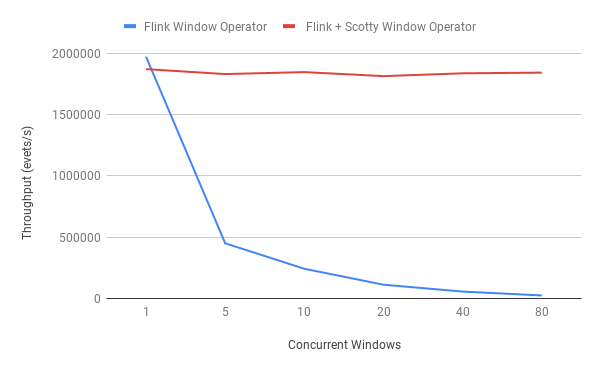 Flink Window Operator
Flink + Scotty Window Operator
Throughput (evets/s)
2000000
1500000
1000000
500000
0
1 5 10 20 40 80
Concurrent Windows